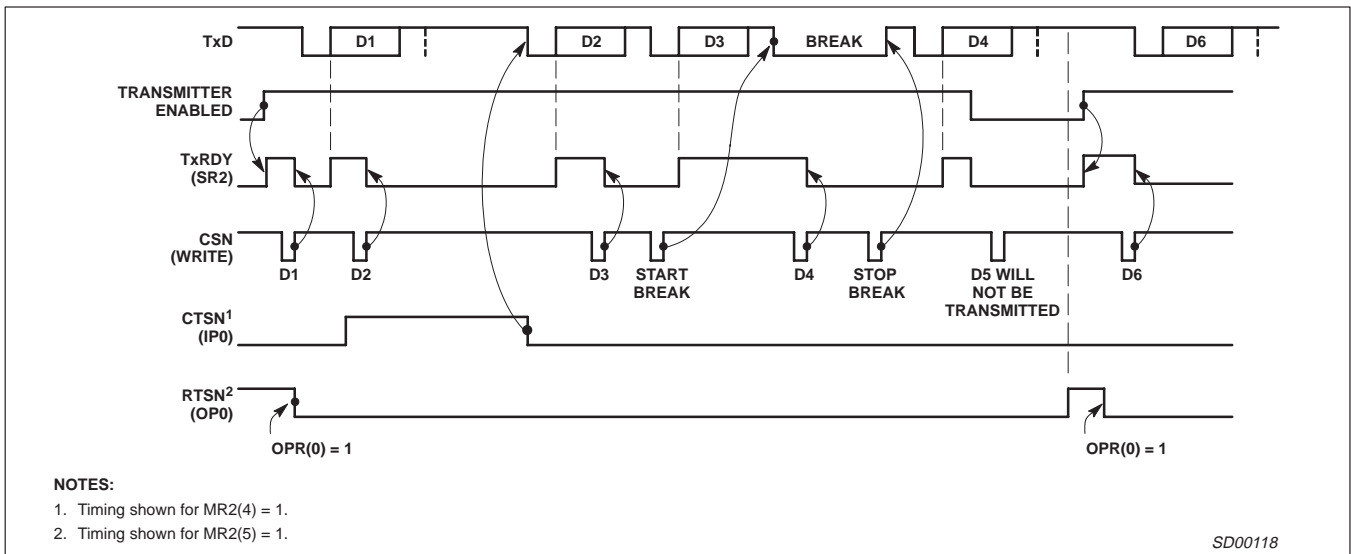 TxD
D1
D2
D3
BREAK
D4
D6
TRANSMITTER
ENABLED
TxRDY
(SR2)
CSN
(WRITE)
D1
D2
D3
START
BREAK
D4
STOP
BREAK
D5 WILL
NOT BE
TRANSMITTED
D6
CTSN1
(IP0)
RTSN2
(OP0)
OPR(0) = 1
OPR(0) = 1
NOTES:
1. Timing shown for MR2(4) = 1.
2. Timing shown for MR2(5) = 1.
SD00118